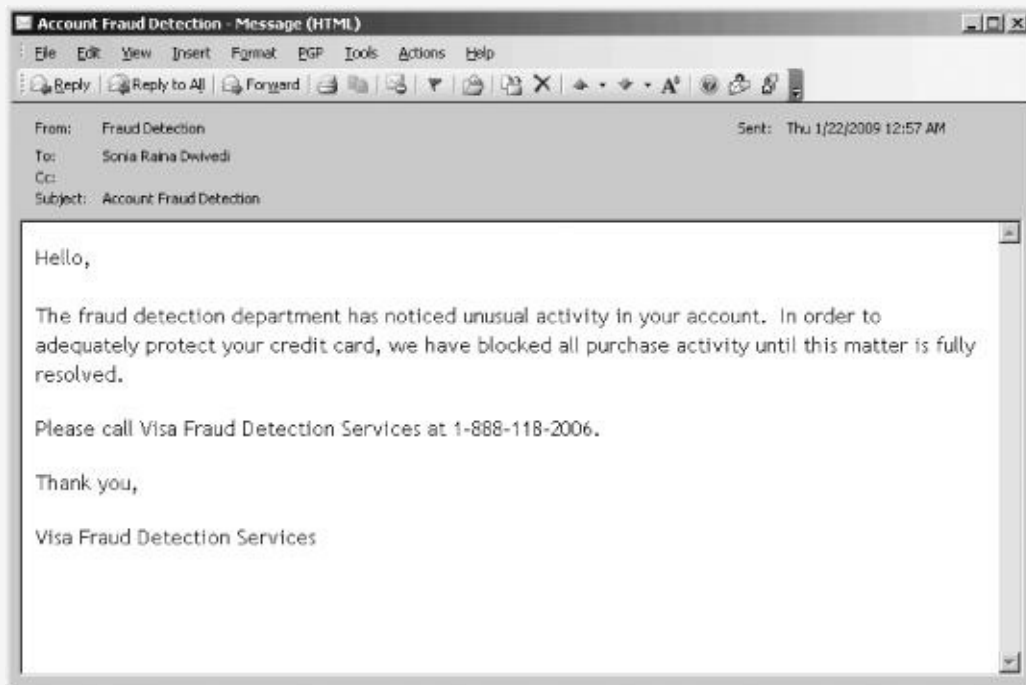 Account Fraud Detection - Message (HTML)
File Edit View Insert Format PGP Tools Actions Help
Reply Reply to All Forward
From: Fraud Detection Sent: Thu 1/22/2009 12:57 AM
To: Sonia Raina Dwivedi
Cc:
Subject: Account Fraud Detection
Hello,
The fraud detection department has noticed unusual activity in your account. In order to
adequately protect your credit card, we have blocked all purchase activity until this matter is fully
resolved.
Please call Visa Fraud Detection Services at 1-888-118-2006.
Thank you,
Visa Fraud Detection Services